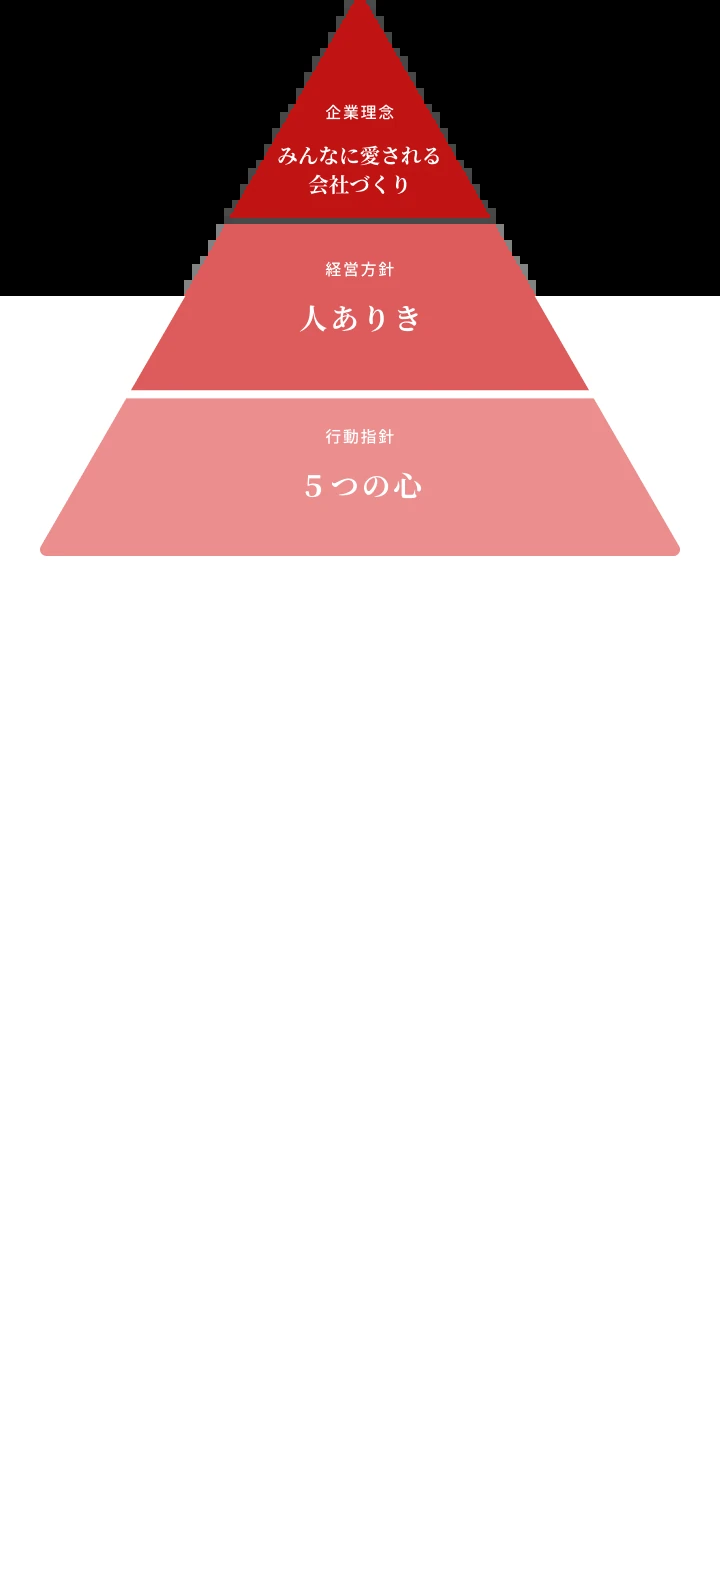 企業理念
みんなに愛される
会社づくり
経営方針
人ありき
行動指針
５つの心